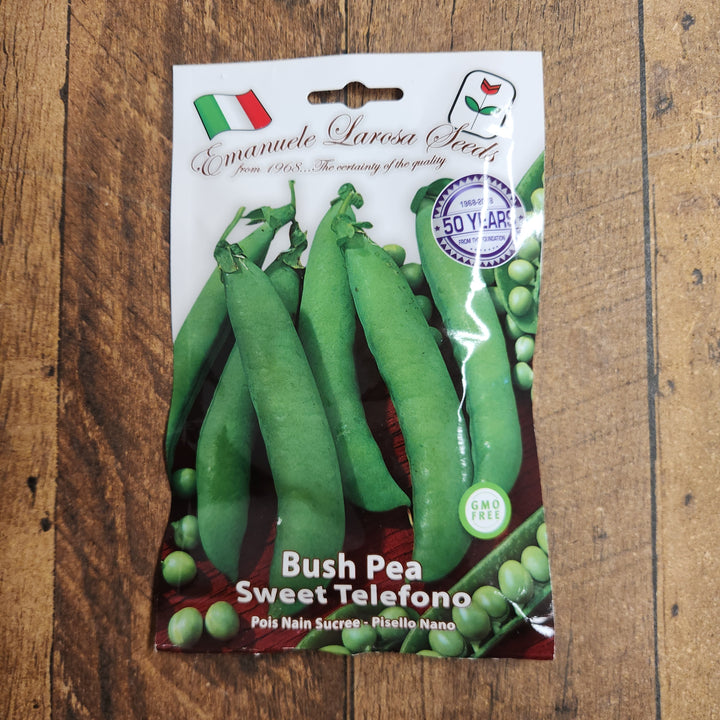 Emanuele Larosa Seeds
from 1968...The certainty of the quality
1968-2018
50 YEARS
FROM THE FOUNDATION
GMO
FREE
Bush Pea
Sweet Telefono
Pois Nain Sucree - Pisello Nano